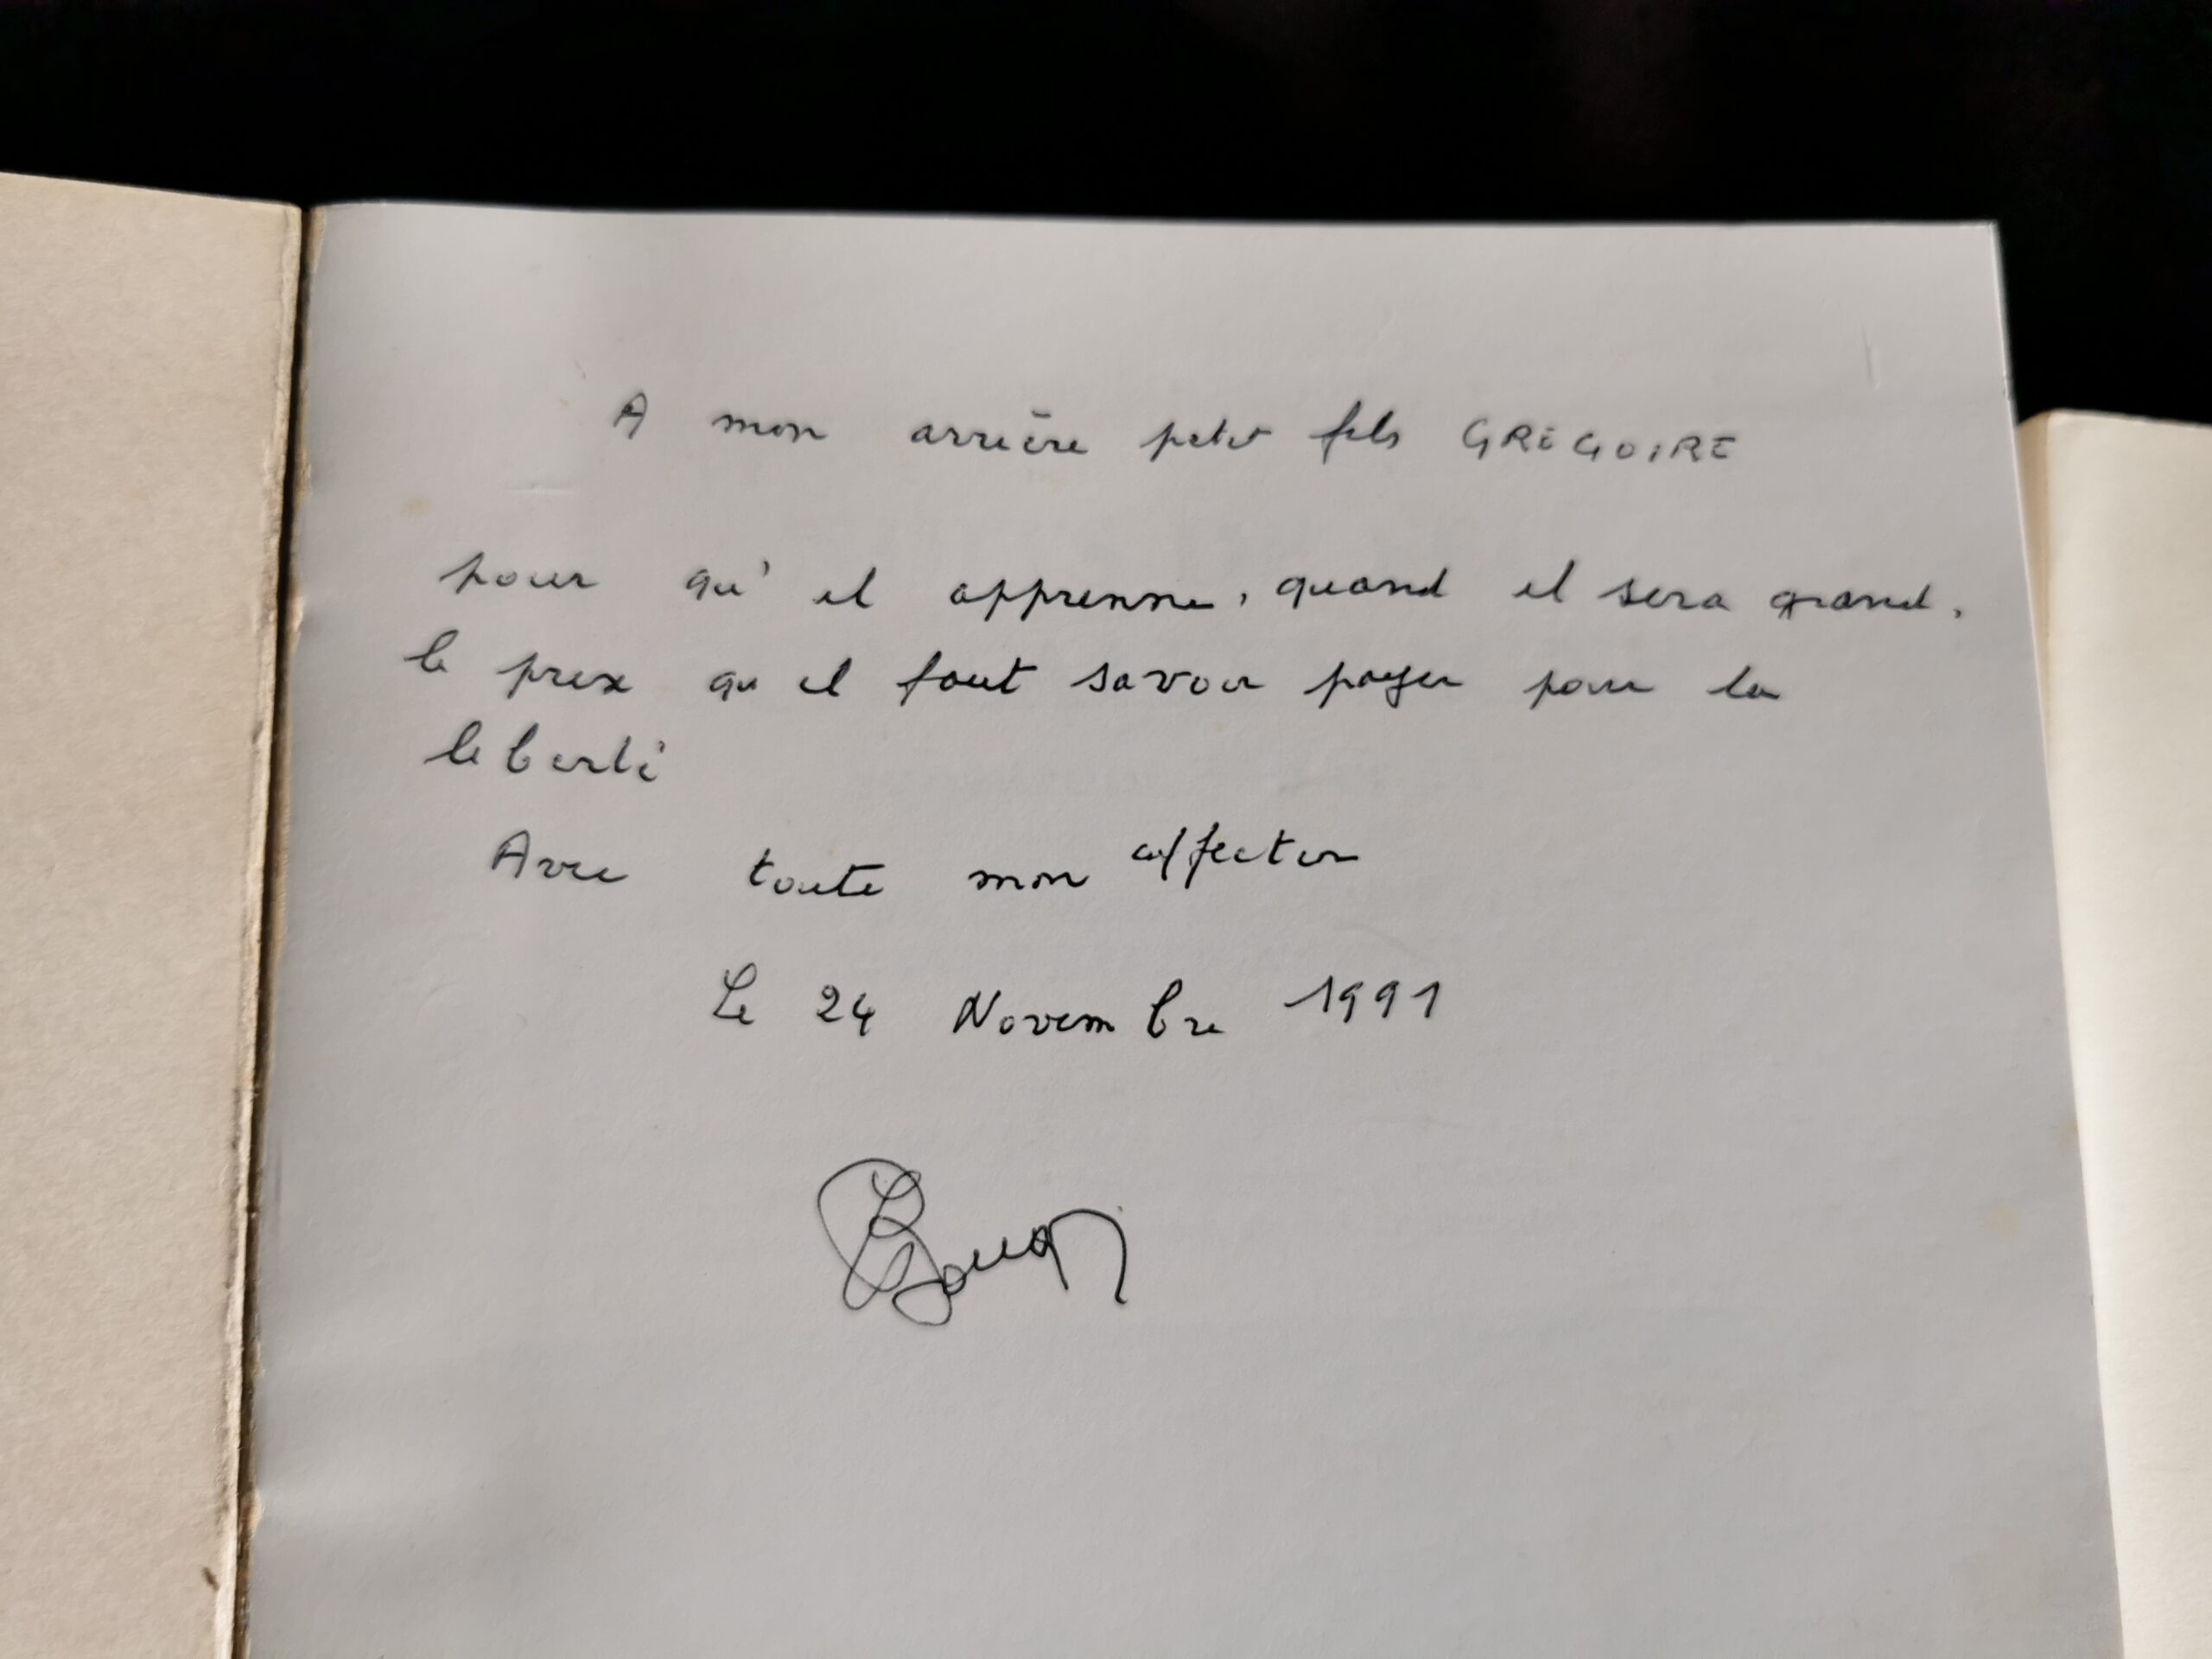 A mon arrière petit fils GRÉGOIRE
pour qu'il apprenne, quand il sera grand,
le prix qu il faut savoir payer pour la
liberté
Avec toute mon affection
Le 24 Novembre 1991